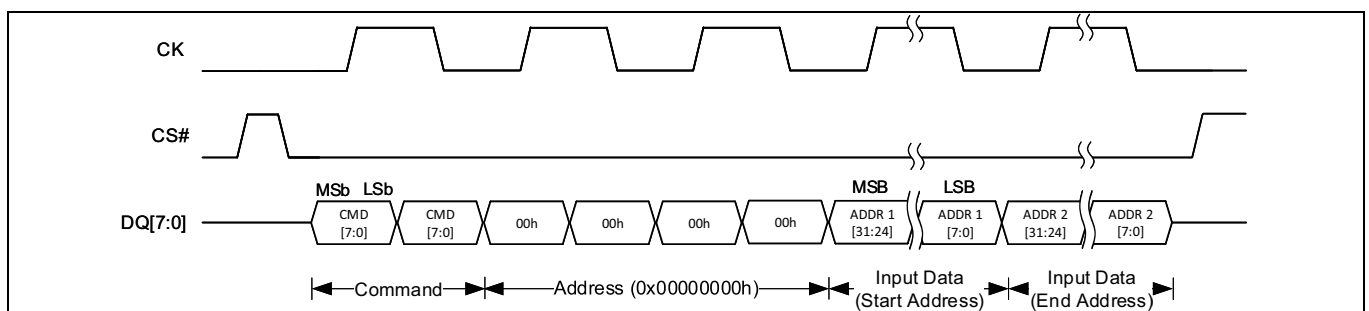 CK
CS#
MSb LSb MSB LSB
DQ[7:0]
CMD
[7:0]
CMD
[7:0]
00h
00h
00h
00h
ADDR 1
[31:24]
ADDR 1
[7:0]
ADDR 2
[31:24]
ADDR 2
[7:0]
Command
Address (0x00000000h)
Input Data
(Start Address)
Input Data
(End Address)